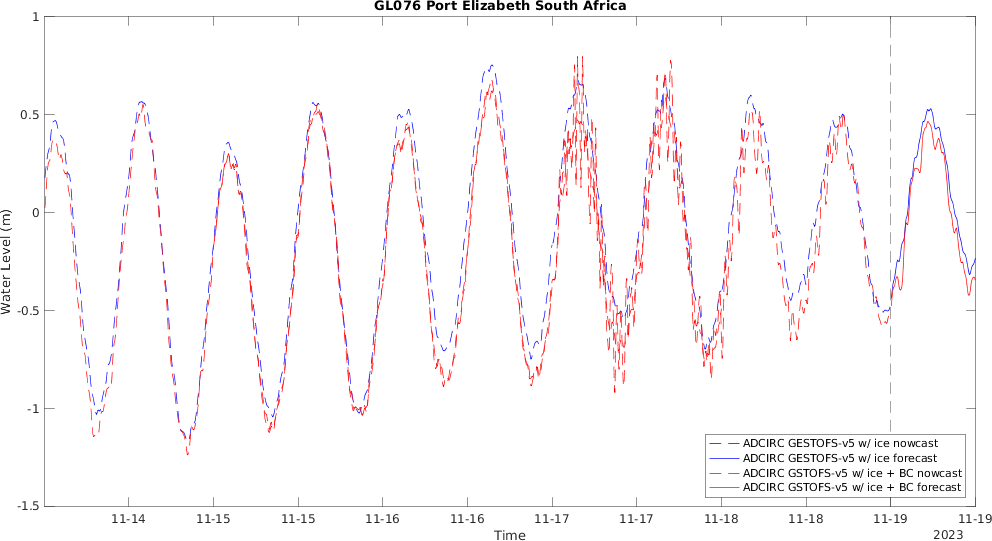 GL076 Port Elizabeth South Africa
1
0.5
0
-0.5
-1
-1.5
Water Level (m)
ADCIRC GESTOFS-v5 w/ ice nowcast
ADCIRC GESTOFS-v5 w/ ice forecast
ADCIRC GSTOFS-v5 w/ ice + BC nowcast
ADCIRC GSTOFS-v5 w/ ice + BC forecast
11-14 11-15 11-15 11-16 11-16 11-17 11-17 11-18 11-18 11-19 11-19
Time
2023